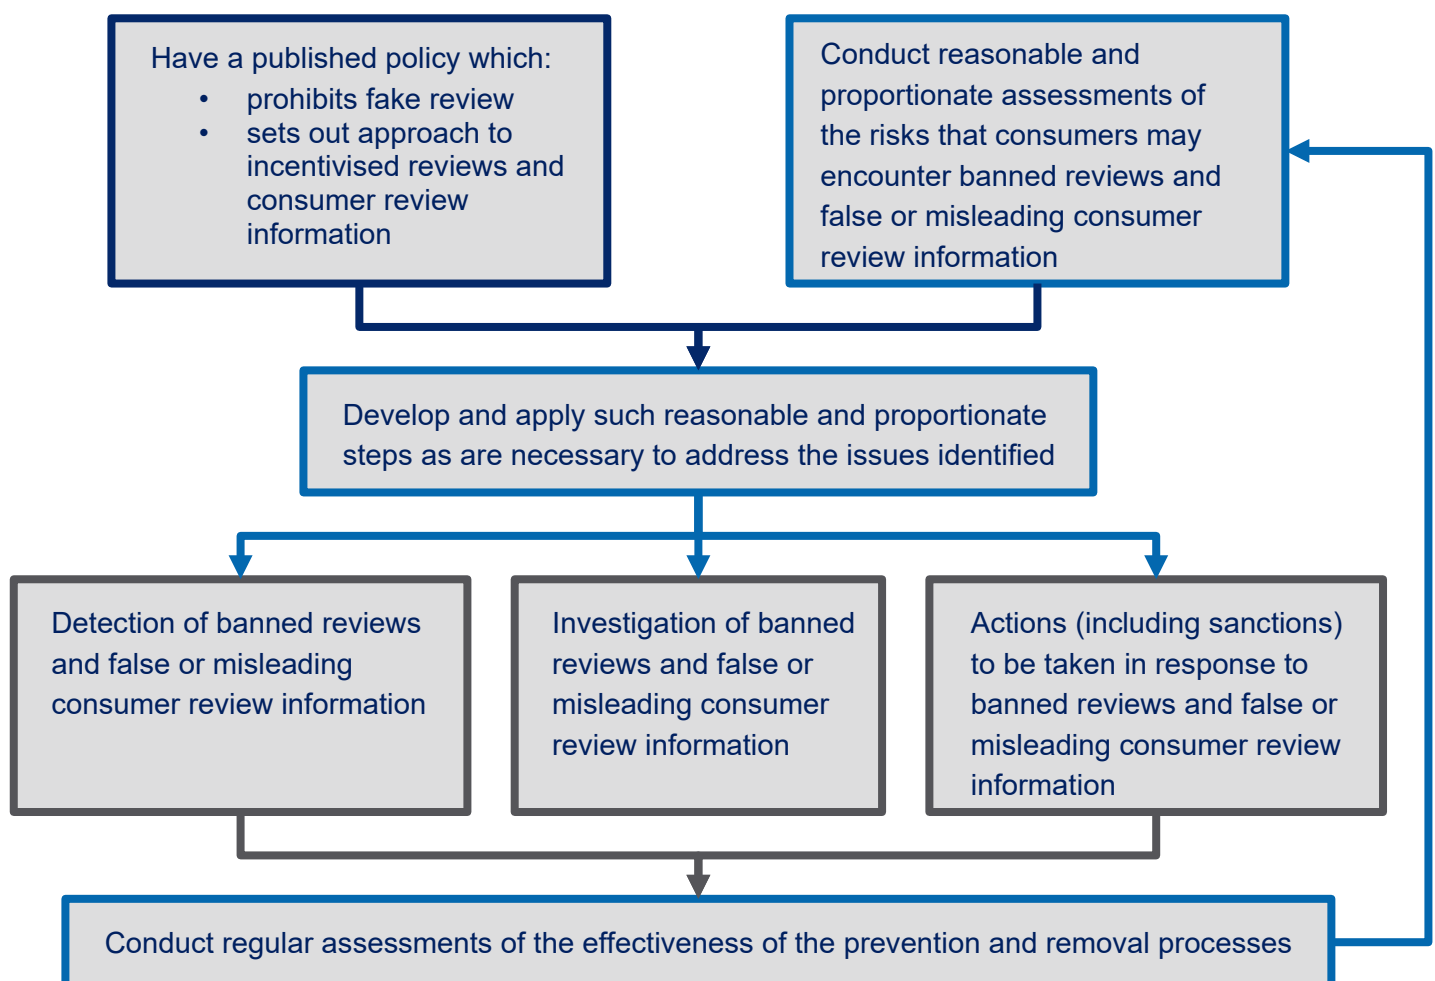 Have a published policy which:
• prohibits fake review
• sets out approach to
incentivised reviews and
consumer review
information
Conduct reasonable and
proportionate assessments of
the risks that consumers may
encounter banned reviews and
false or misleading consumer
review information
Develop and apply such reasonable and proportionate
steps as are necessary to address the issues identified
Detection of banned reviews
and false or misleading
consumer review information
Investigation of banned
reviews and false or
misleading consumer
review information
Actions (including sanctions)
to be taken in response to
banned reviews and false or
misleading consumer review
information
Conduct regular assessments of the effectiveness of the prevention and removal processes